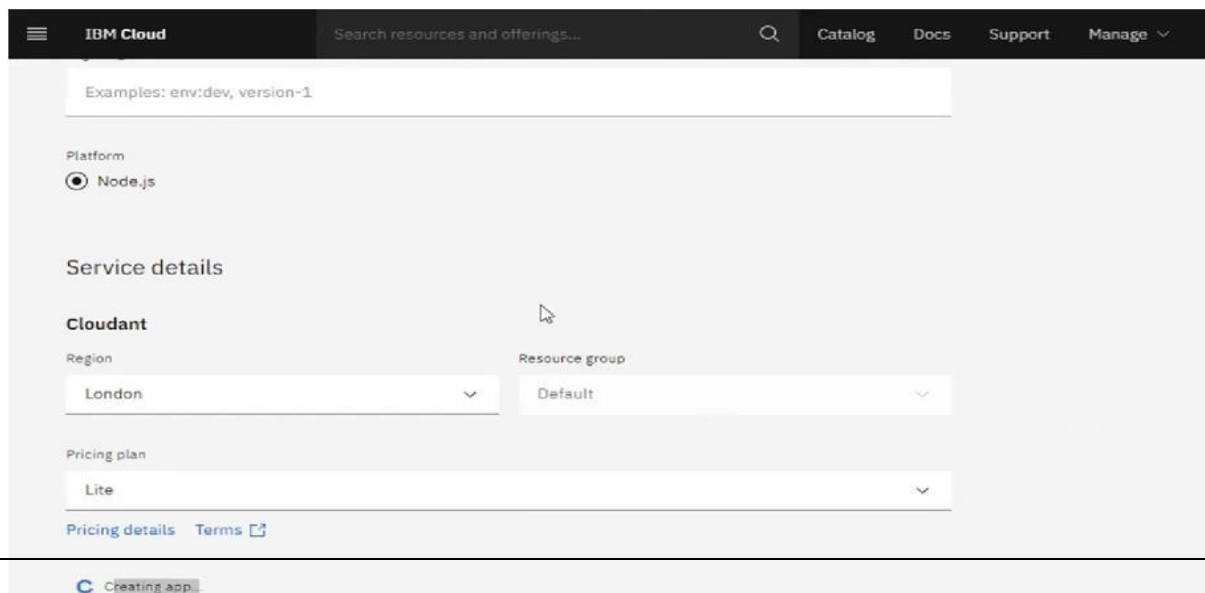 IBM Cloud Search resources and offerings... Catalog Docs Support Manage
Examples: env:dev, version-1
Platform
Node.js
Service details
Cloudant
Region Resource group
London Default
Pricing plan
Lite
Pricing details Terms
Creating app...